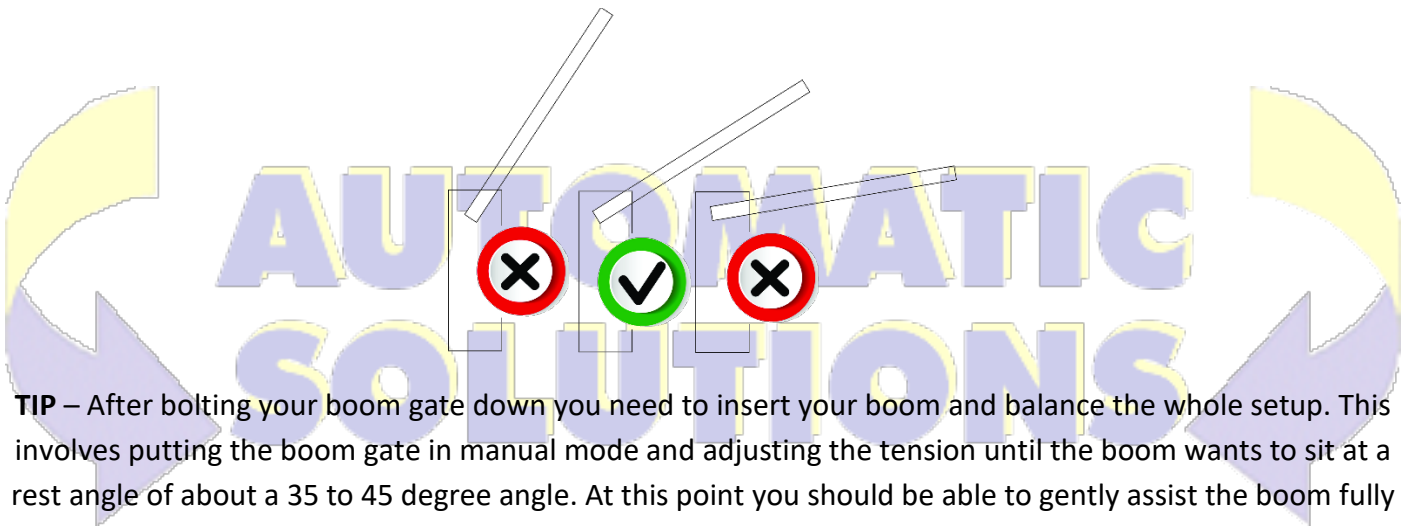 AUTOMATIC
SOLUTIONS
TIP – After bolting your boom gate down you need to insert your boom and balance the whole setup. This
involves putting the boom gate in manual mode and adjusting the tension until the boom wants to sit at a
rest angle of about a 35 to 45 degree angle. At this point you should be able to gently assist the boom fully